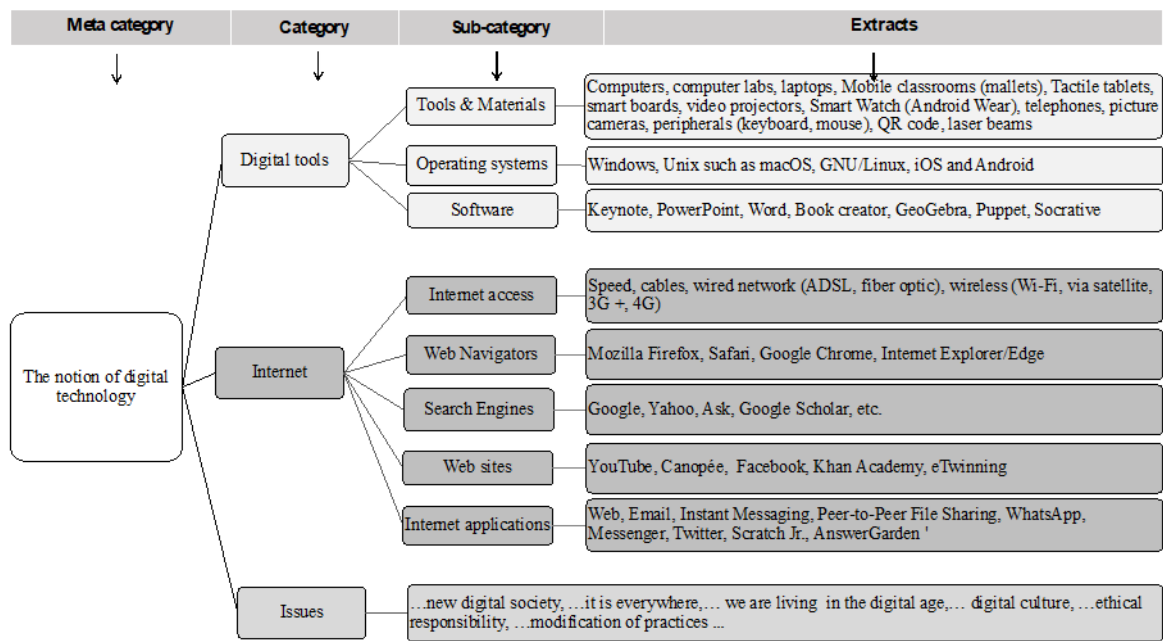 Meta category
Category
Sub-category
Extracts
Tools & Materials
Computers, computer labs, laptops, Mobile classrooms (mallets), Tactile tablets,
smart boards, video projectors, Smart Watch (Android Wear), telephones, picture
cameras, peripherals (keyboard, mouse), QR code, laser beams
Digital tools
Operating systems
Windows, Unix such as macOS, GNU/Linux, iOS and Android
Software
Keynote, PowerPoint, Word, Book creator, GeoGebra, Puppet, Socrative
Internet access
Speed, cables, wired network (ADSL, fiber optic), wireless (Wi-Fi, via satellite,
3G +, 4G)
Web Navigators
Mozilla Firefox, Safari, Google Chrome, Internet Explorer/Edge
The notion of digital
technology
Internet
Search Engines
Google, Yahoo, Ask, Google Scholar, etc.
Web sites
YouTube, Canopée, Facebook, Khan Academy, eTwinning
Internet applications
Web, Email, Instant Messaging, Peer-to-Peer File Sharing, WhatsApp,
Messenger, Twitter, Scratch Jr., AnswerGarden '
Issues
…new digital society, …it is everywhere,… we are living in the digital age,… digital culture, …ethical
responsibility, …modification of practices ...